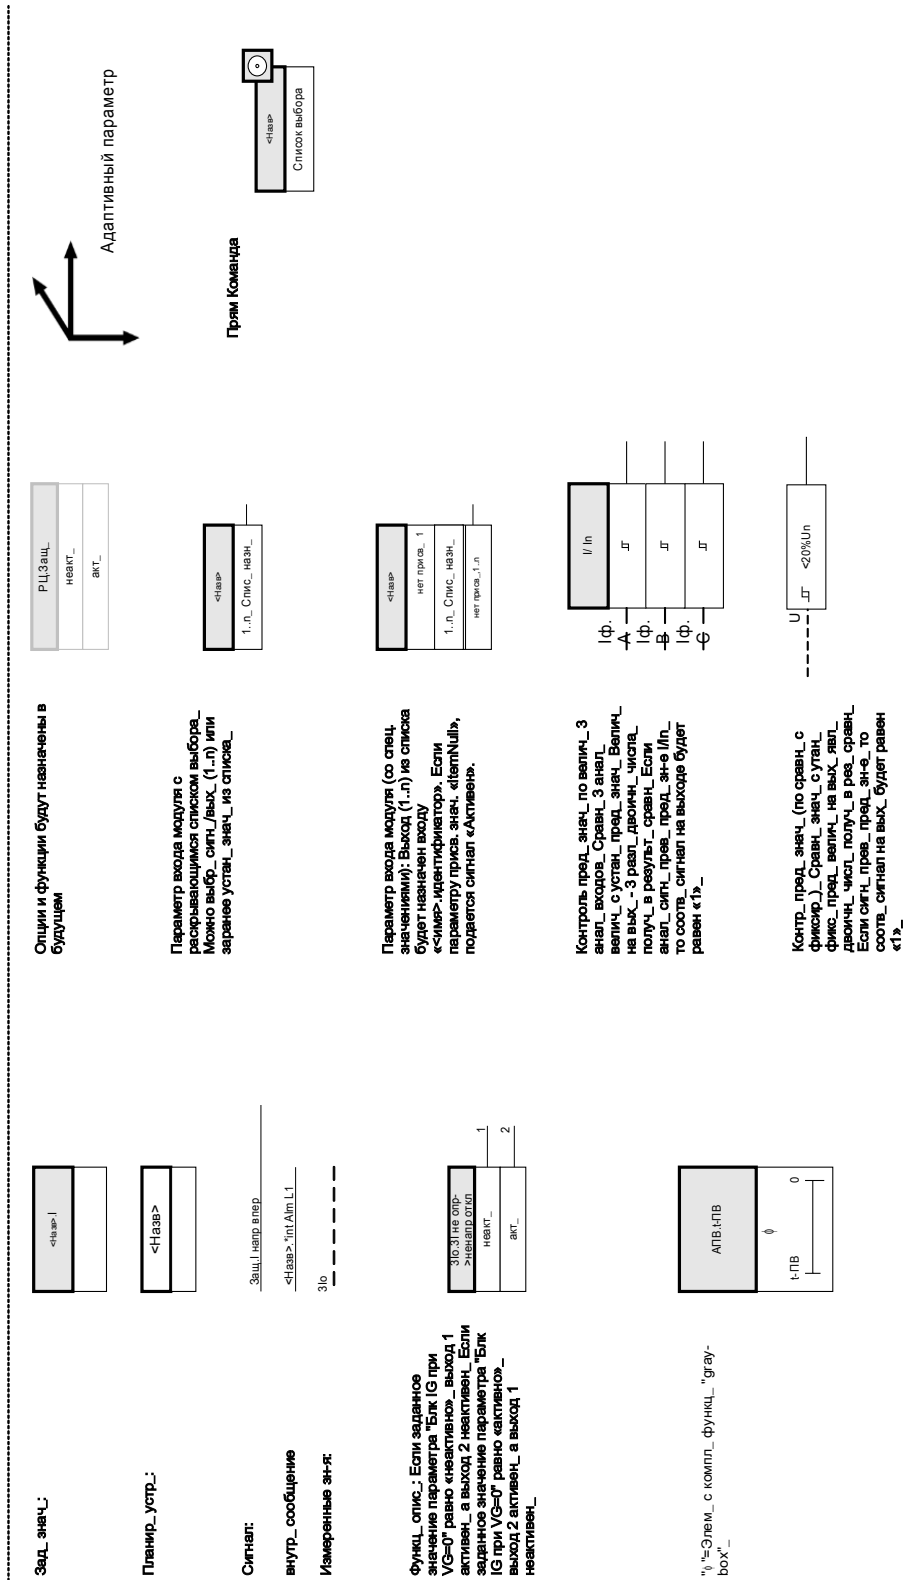 Зад_ знач_:
<Назв>.I
Планир_ устр_:
<Назв>
Сигнал:
Защ.I напр впер
внутр_ сообщение
<Назв>.*int Alm L1
Измеренные зн-я:
3Io
Функц_ опис_: Если заданное
значение параметра "Блк IG при
VG=0" равно «неактивно»_ выход 1
активен_ а выход 2 неактивен_ Если
заданное значение параметра "Блк
IG при VG=0" равно «активно»_
выход 2 активен_ а выход 1
неактивен_
3Io.3I не опр-
>ненапр откл
неакт_
1
акт_
2
"ϕ"=Элем_ с компл_ функц_ "gray-
box"_
АПВ.t-ПВ
ϕ
t-ПВ
0
Опции и функции будут назначены в
будущем
РЦ.Защ_
неакт_
акт_
Параметр входа модуля с
раскрывающимся списком выбора_
Можно выбр_ сигн_/вых_ (1..n) или
заранее устан_ знач_ из списка_
<Назв>
1..n_ Спис_ назн_
Параметр входа модуля (со спец.
значениями): Выход (1..n) из списка
будет назначен входу
«<имя>.идентификатор». Если
параметру присв. знач. «ItemNull»,
подается сигнал «Активен».
<Назв>
нет присв_ 1
1..n_ Спис_ назн_
нет присв_,1..n
Контроль пред_ знач_ по велич_ 3
анал_ входов_ Сравн_ 3 анал_
велич_ с устан_ пред_ знач_ Велич_
на вых_ - 3 разл_ двоичн_ числа_
получ_ в результ_ сравн_ Если
анал_ сигн_ прев_ пред_ зн-е I/In_
то соотв_ сигнал на выходе будет
равен «1»_
I/ In
Iф.
A
Iф.
B
Iф.
C
Контр_ пред_ знач_ (по сравн_ с
фиксир_)_ Сравн_ знач_ с устан_
фикс_ пред_ велич_ на вых_ явл_
двоичн_ числ_ получ_ в рез_ сравн_
Если сигн_ прев_ пред_ зн-е_ то
соотв_ сигнал на вых_ будет равен
«1»_
U
<20%Un
Адаптивный параметр
Прям Команда
<Назв>
Список выбора